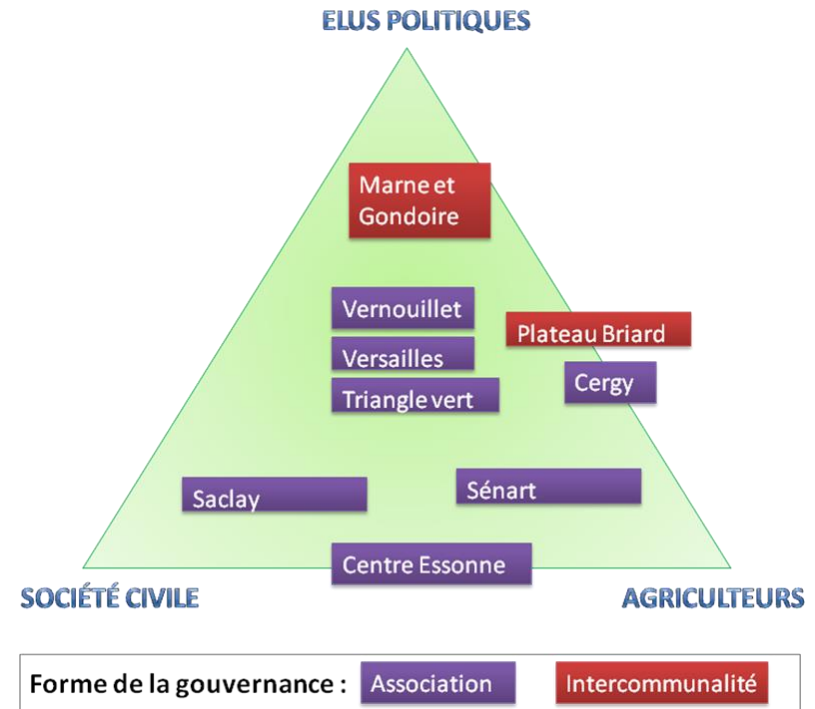 ELUS POLITIQUES
Marne et
Gondoire
Vernouillet
Plateau Briard
Versailles
Cergy
Triangle vert
Saclay
Sénart
Centre Essonne
SOCIÉTÉ CIVILE
AGRICULTEURS
Forme de la gouvernance : Association Intercommunalité